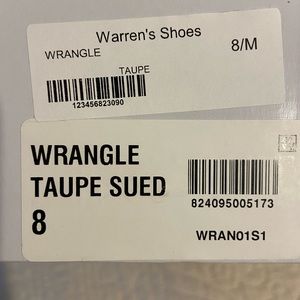 Warren's Shoes
WRANGLE 8/M
TAUPE
123456823090
WRANGLE
TAUPE SUED
8
824095005173
WRAN01S1